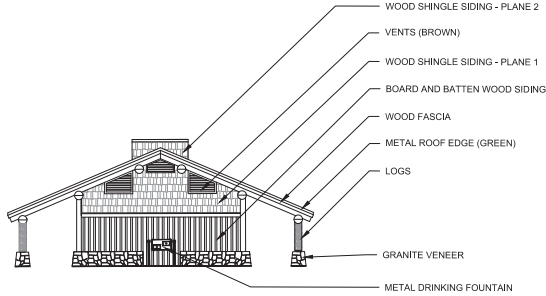 WOOD SHINGLE SIDING - PLANE 2
VENTS (BROWN)
WOOD SHINGLE SIDING - PLANE 1
BOARD AND BATTEN WOOD SIDING
WOOD FASCIA
METAL ROOF EDGE (GREEN)
LOGS
GRANITE VENEER
METAL DRINKING FOUNTAIN